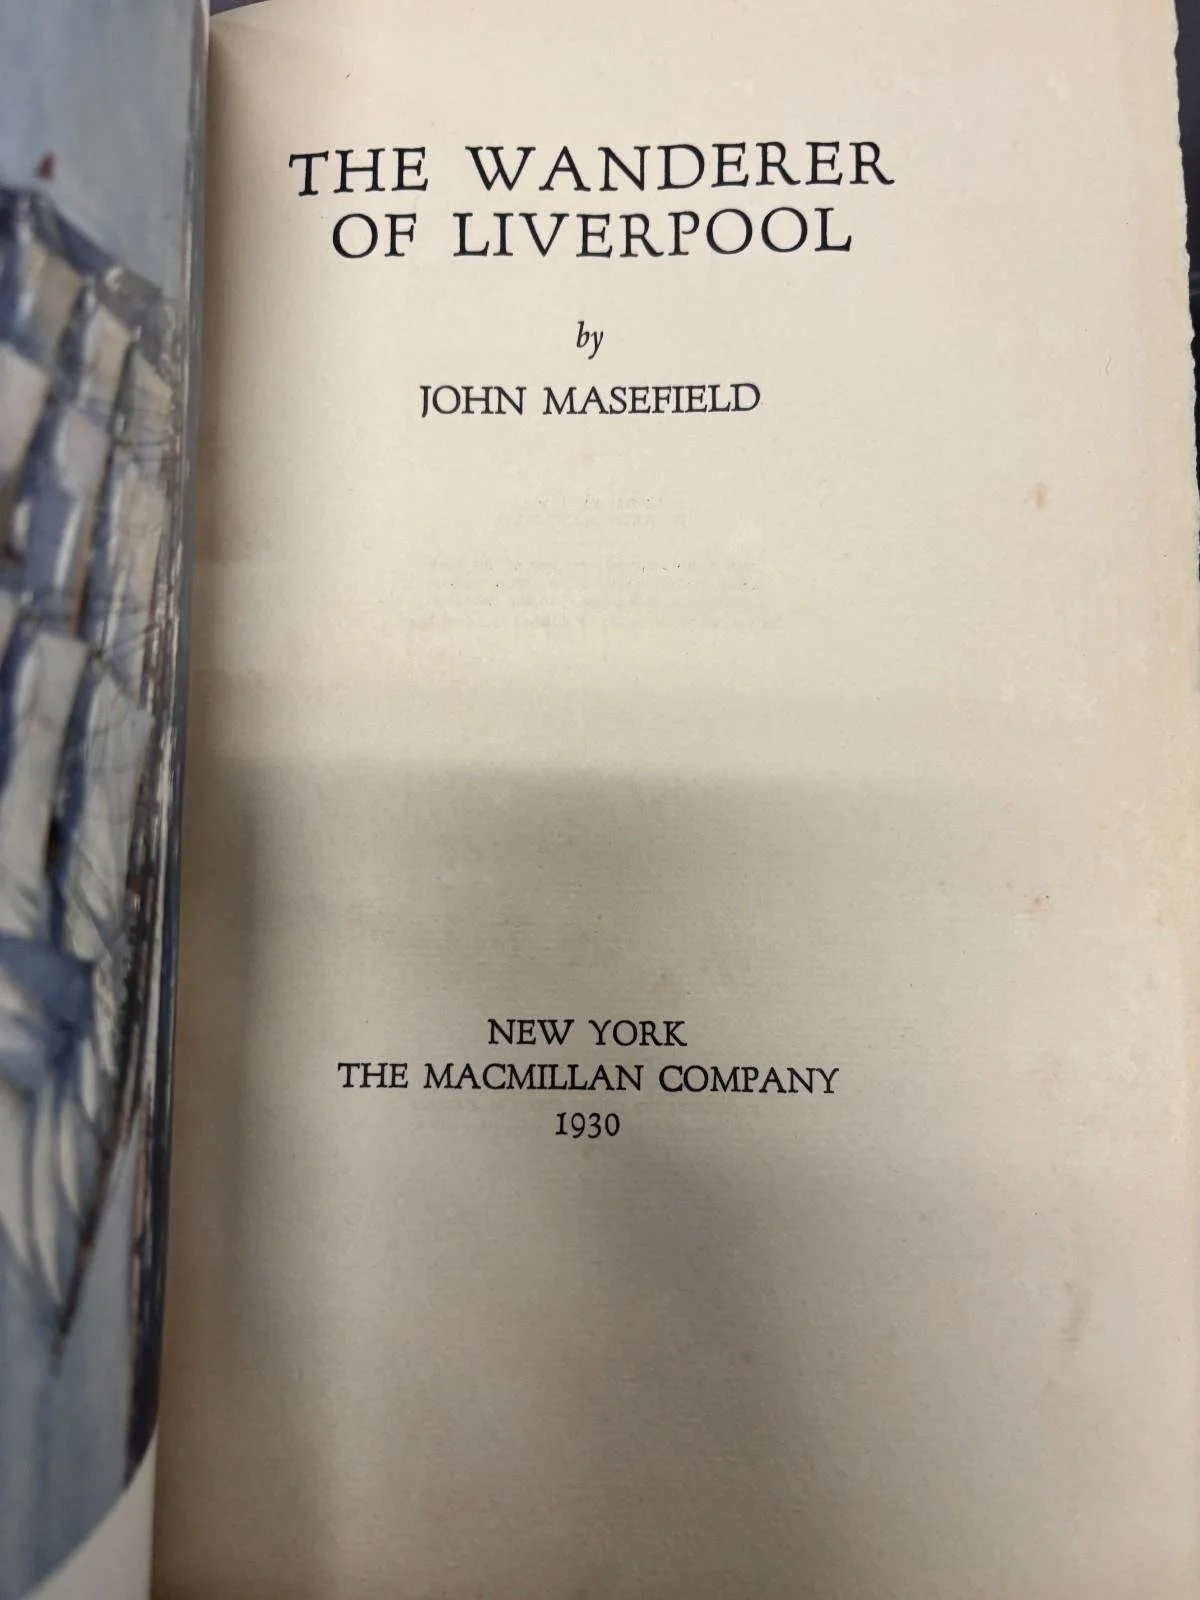 THE WANDERER
OF LIVERPOOL
by
JOHN MASEFIELD
NEW YORK
THE MACMILLAN COMPANY
1930